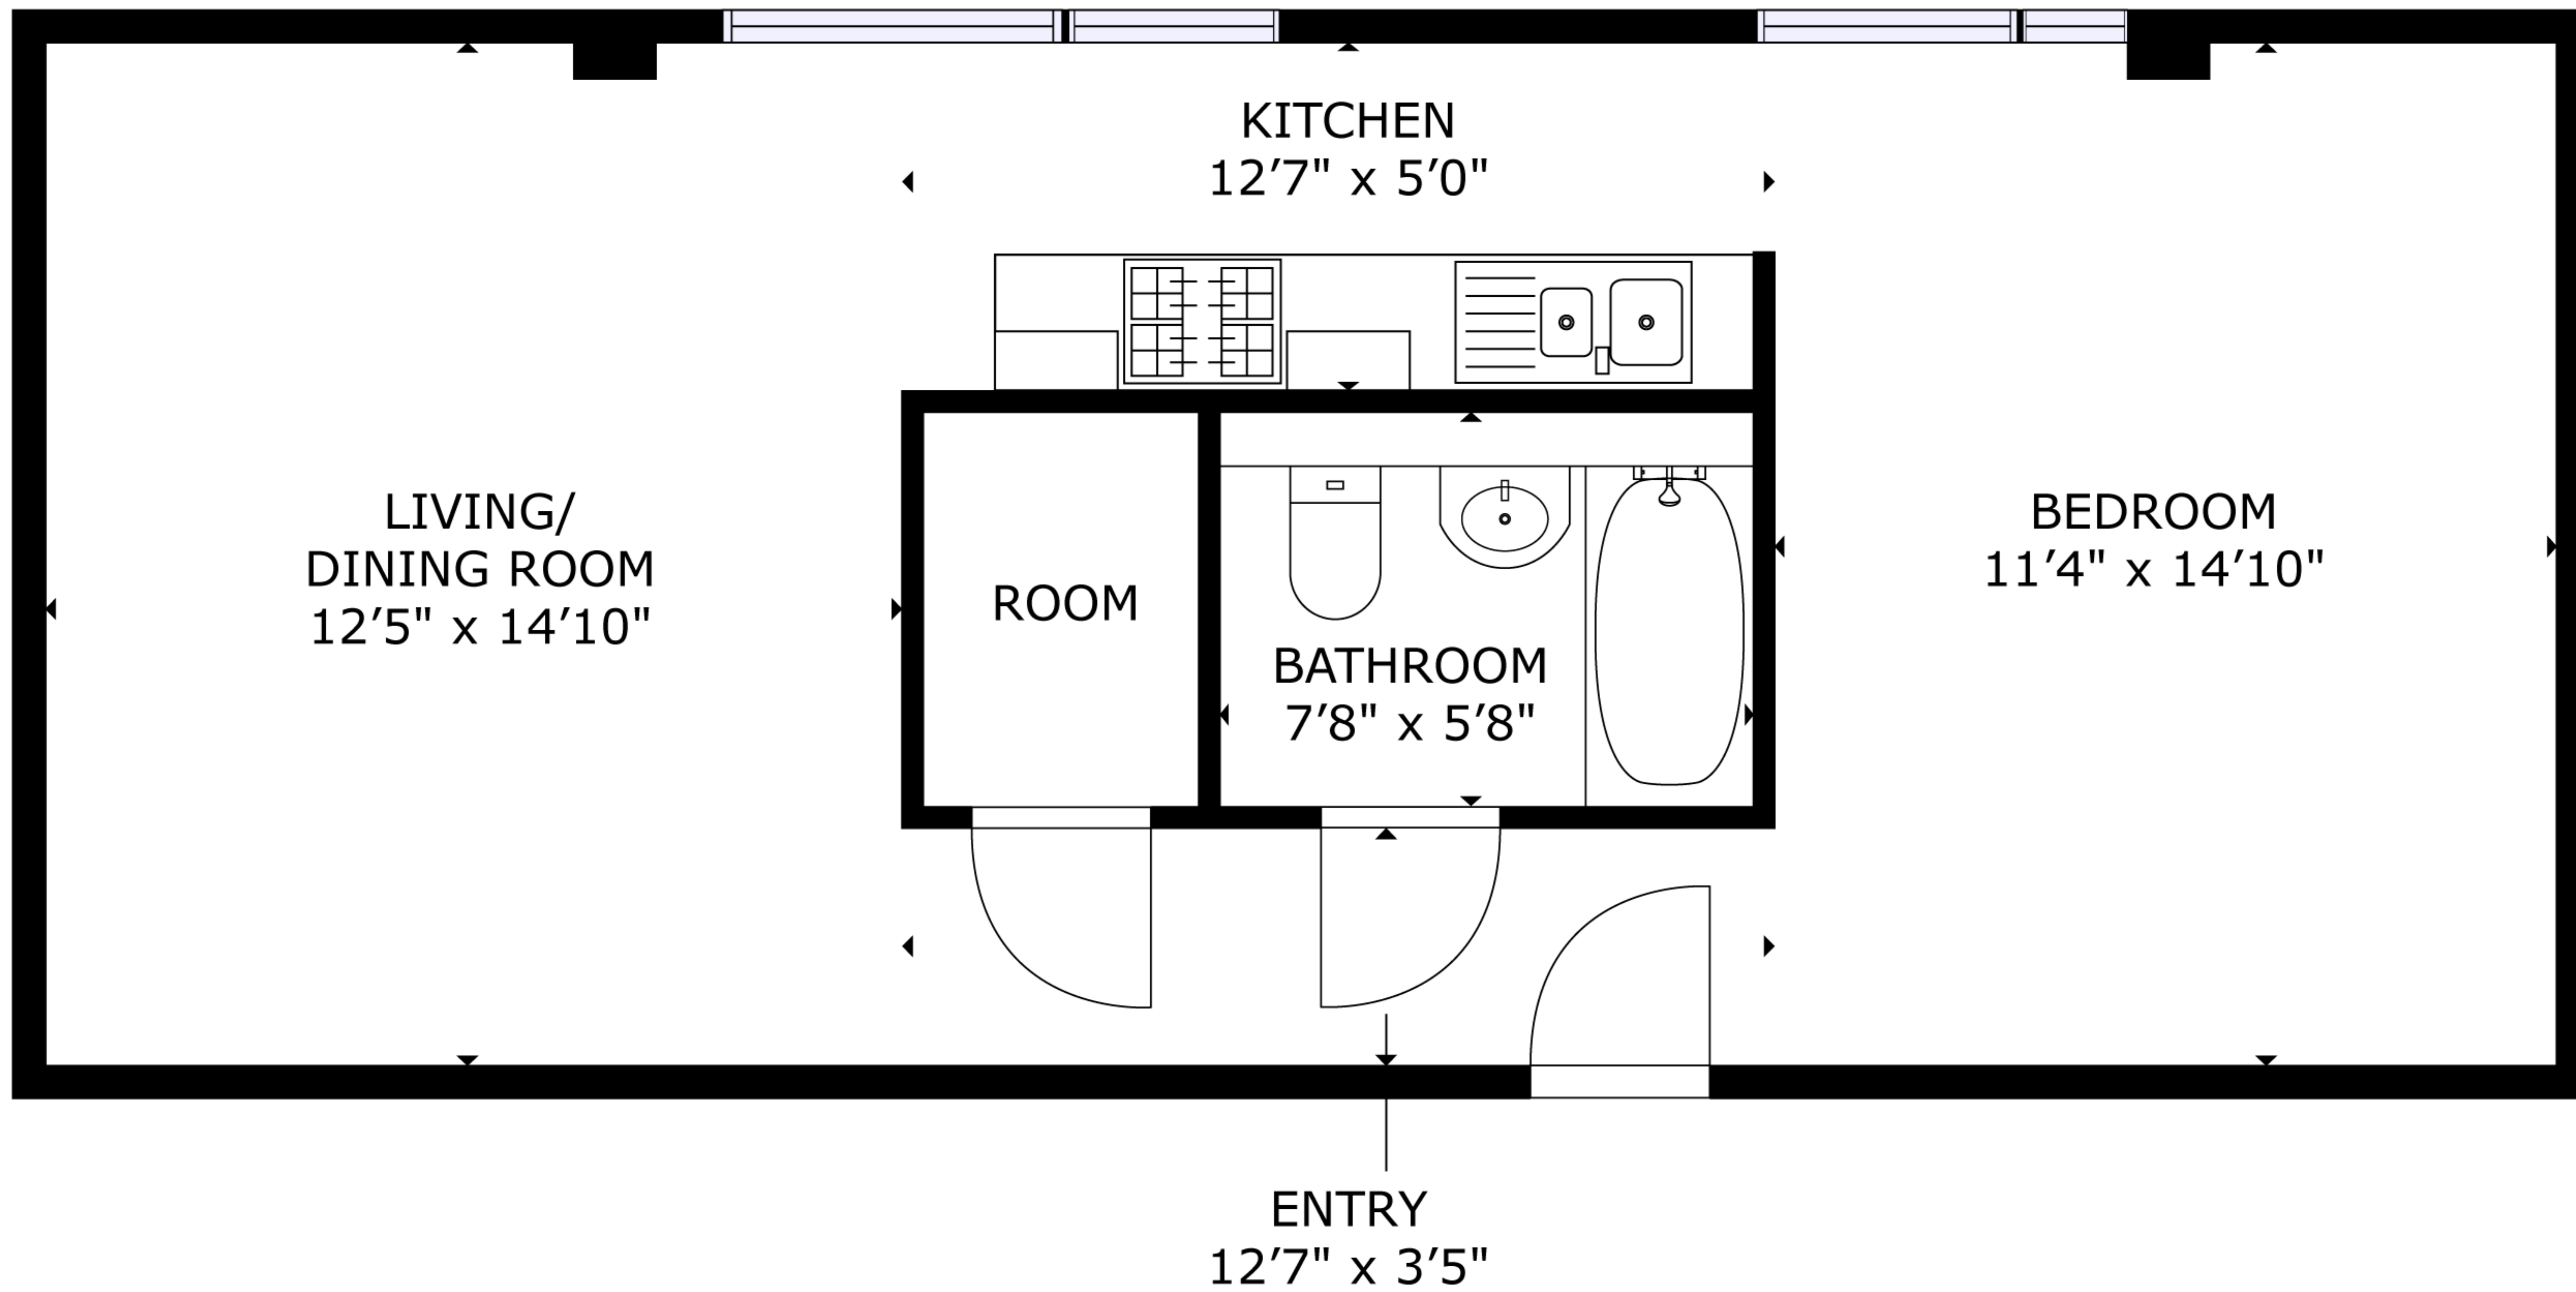 KITCHEN
12′7" x 5′0"
LIVING/
DINING ROOM
12′5" x 14′10"
ROOM
BATHROOM
7′8" x 5′8"
BEDROOM
11′4" x 14′10"
ENTRY
12′7" x 3′5"